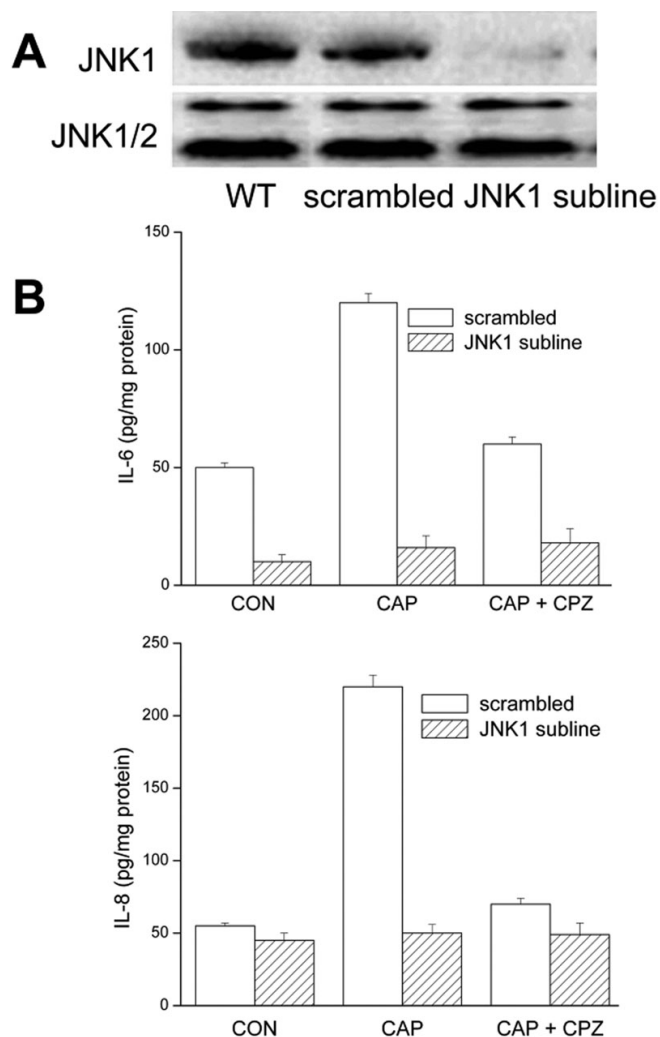 A
JNK1
JNK1/2
WT scrambled JNK1 subline
B
150
100
50
0
IL-6 (pg/mg protein)
scrambled
JNK1 subline
CON CAP CAP + CPZ
250
200
150
100
50
0
IL-8 (pg/mg protein)
scrambled
JNK1 subline
CON CAP CAP + CPZ